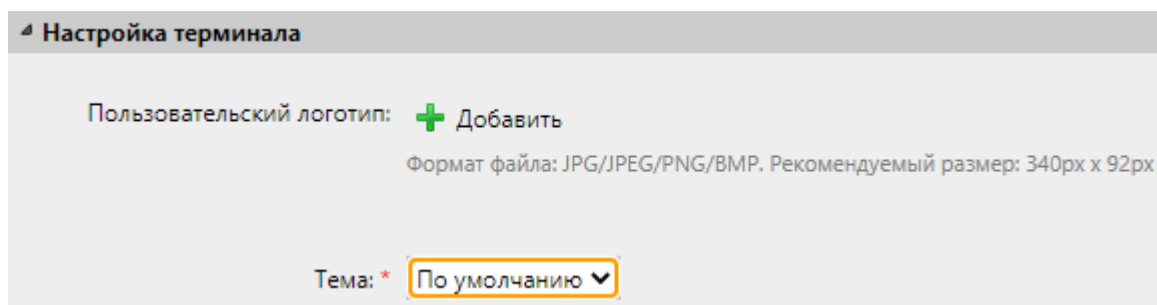 Настройка терминала
Пользовательский логотип: Добавить
Формат файла: JPG/JPEG/PNG/BMP. Рекомендуемый размер: 340px x 92px
Тема: * По умолчанию